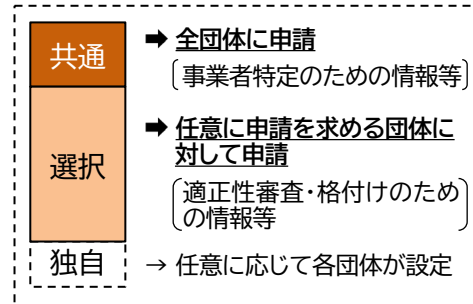 共通
➡ 全団体に申請
〔事業者特定のための情報等〕
選択
➡ 任意に申請を求める団体に
対して申請
〔適正性審査・格付けのため
の情報等〕
独自
→ 任意に応じて各団体が設定